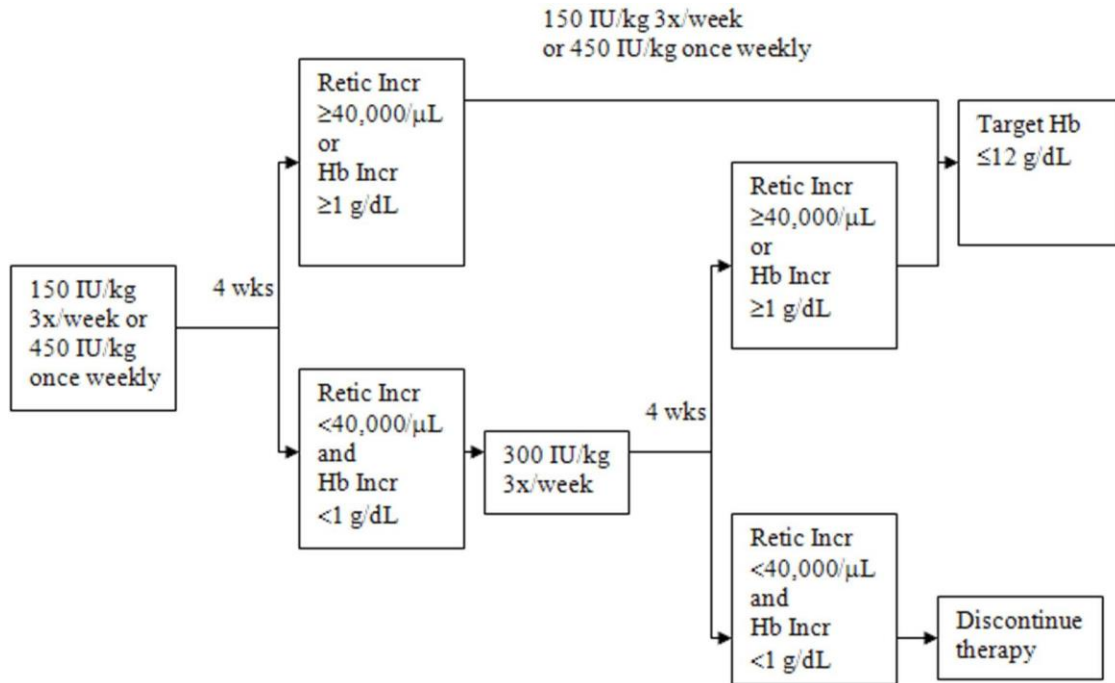 150 IU/kg 3x/week
or 450 IU/kg once weekly
Retic Incr
≥40,000/μL
or
Hb Incr
≥1 g/dL
Target Hb
≤12 g/dL
Retic Incr
≥40,000/μL
or
Hb Incr
≥1 g/dL
150 IU/kg
3x/week or
450 IU/kg
once weekly
4 wks
Retic Incr
<40,000/μL
and
Hb Incr
<1 g/dL
300 IU/kg
3x/week
4 wks
Retic Incr
<40,000/μL
and
Hb Incr
<1 g/dL
Discontinue
therapy